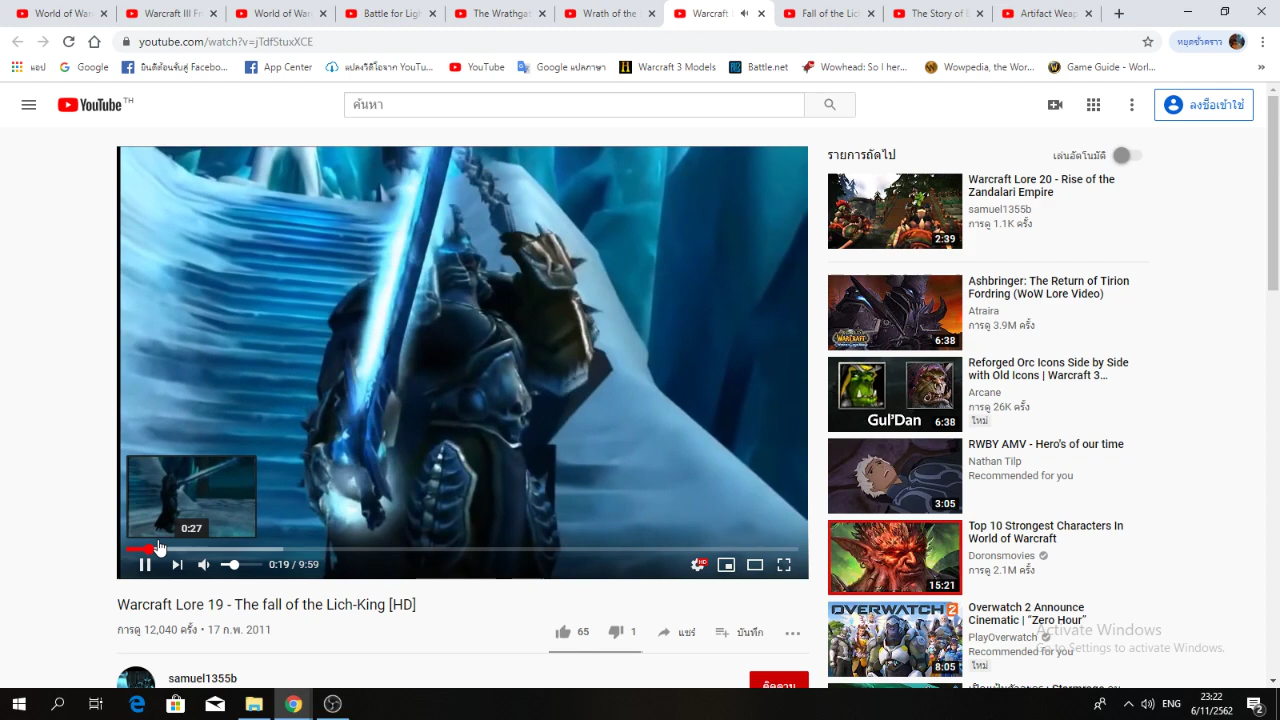 World of War
Warcraft III Fr
World of War
Battle for Ligh
The Wrathgat
Wrath of the
Warcraft L
Fall of the Lic
The Story of
Artifact Weap
youtube.com/watch?v=jTdfStuxXCE
หยุดชั่วคราว
แอป
Google
ยินดีต้อนรับสู่ Facebo...
App Center
แปลงวิดีโอจาก YouTu...
YouTube
Google แปลภาษา
Warcraft 3 Models
Battle.net
Wowhead: So I her...
Wowpedia, the Wor...
Game Guide - Worl...
»
YouTube TH
ค้นหา
ลงชื่อเข้าใช้
0:27
0:19 / 9:59
HD
Warcraft Lore 19 - The fall of the Lich-King [HD]
การดู 12,040 ครั้ง • 17 ก.พ. 2011
65
1
แชร์
บันทึก
samuel1355b
ติดตาม
รายการถัดไป
เล่นอัตโนมัติ
2:39
Warcraft Lore 20 - Rise of the
Zandalari Empire
samuel1355b
การดู 1.1K ครั้ง
WARCRAFT
6:38
Ashbringer: The Return of Tirion
Fordring (WoW Lore Video)
Atraira
การดู 3.9M ครั้ง
Gul'Dan
6:38
Reforged Orc Icons Side by Side
with Old Icons | Warcraft 3...
Arcane
การดู 26K ครั้ง
ใหม่
3:05
RWBY AMV - Hero's of our time
Nathan Tilp
Recommended for you
15:21
Top 10 Strongest Characters In
World of Warcraft
Doronsmovies
การดู 2.1M ครั้ง
OVERWATCH 2
8:05
Overwatch 2 Announce
Cinematic | “Zero Hour”
PlayOverwatch
Recommended for you
ใหม่
Activate Windows
Go to Settings to activate Windows.
ENG
23:22
6/11/2562
2